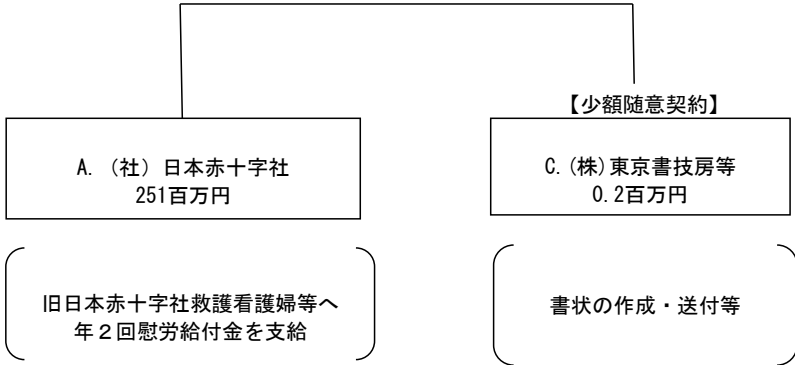 【少額随意契約】
A. （社）日本赤十字社
251百万円
C. (株)東京書技房等
0.2百万円
旧日本赤十字社救護看護婦等へ
年２回慰労給付金を支給
書状の作成・送付等